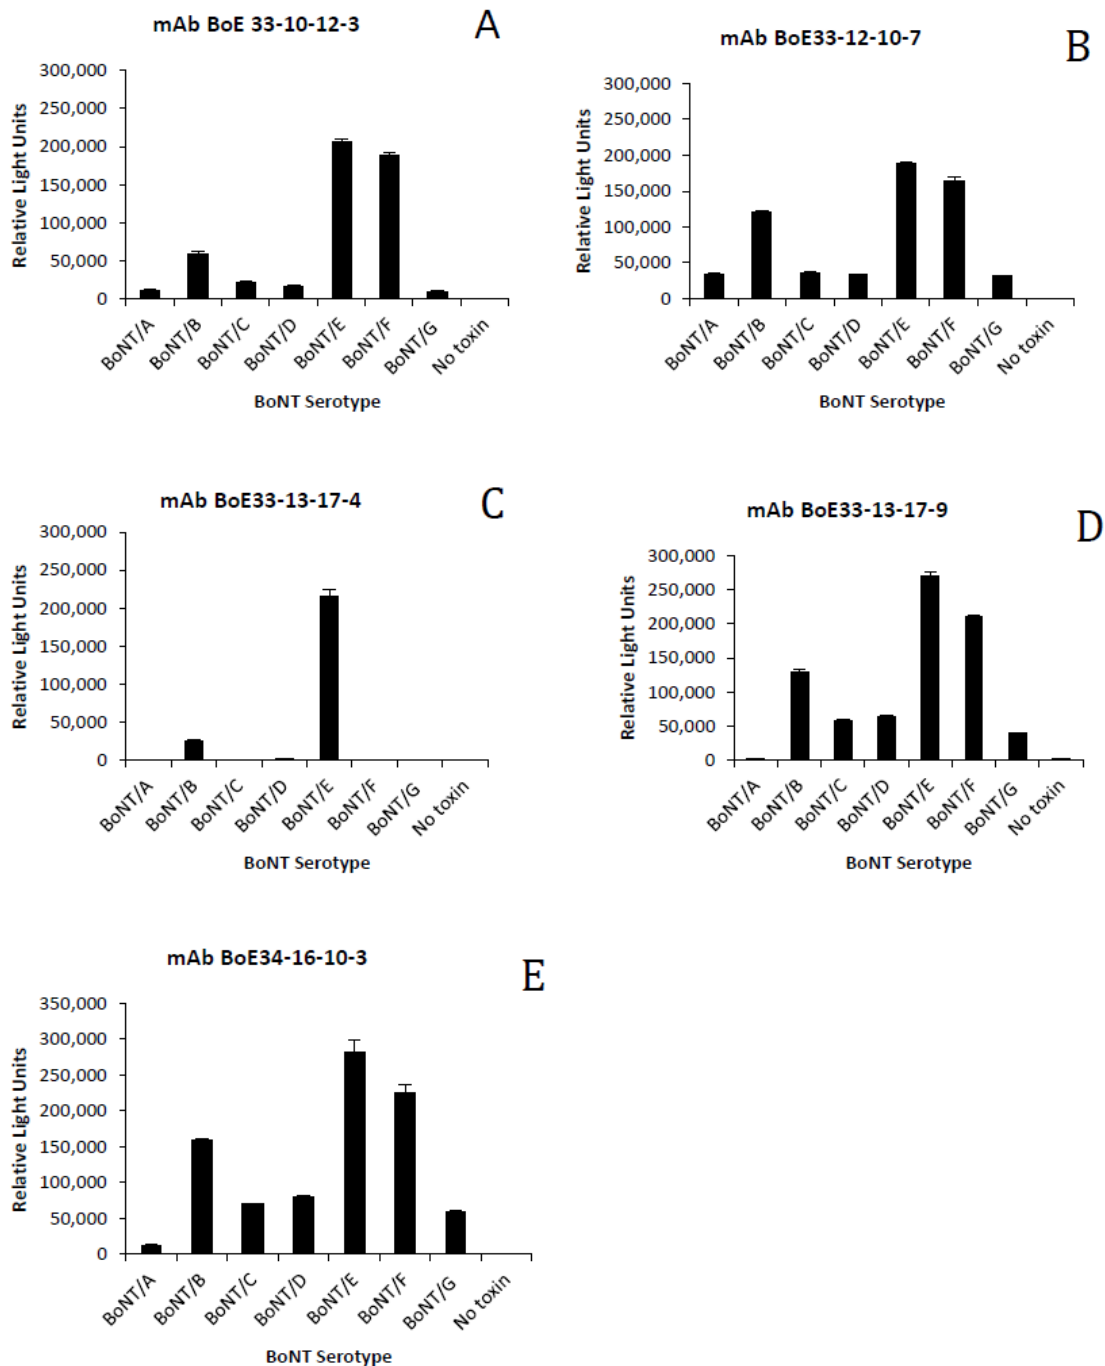 mAb BoE 33-10-12-3
A
Relative Light Units
300,000
250,000
200,000
150,000
100,000
50,000
0
BoNT/A
BoNT/B
BoNT/C
BoNT/D
BoNT/E
BoNT/F
BoNT/G
No toxin
BoNT Serotype
mAb BoE33-12-10-7
B
Relative Light Units
300,000
250,000
200,000
150,000
100,000
50,000
0
BoNT/A
BoNT/B
BoNT/C
BoNT/D
BoNT/E
BoNT/F
BoNT/G
No toxin
BoNT Serotype
mAb BoE33-13-17-4
C
Relative Light Units
300,000
250,000
200,000
150,000
100,000
50,000
0
BoNT/A
BoNT/B
BoNT/C
BoNT/D
BoNT/E
BoNT/F
BoNT/G
No toxin
BoNT Serotype
mAb BoE33-13-17-9
D
Relative Light Units
300,000
250,000
200,000
150,000
100,000
50,000
0
BoNT/A
BoNT/B
BoNT/C
BoNT/D
BoNT/E
BoNT/F
BoNT/G
No toxin
BoNT Serotype
mAb BoE34-16-10-3
E
Relative Light Units
350,000
300,000
250,000
200,000
150,000
100,000
50,000
0
BoNT/A
BoNT/B
BoNT/C
BoNT/D
BoNT/E
BoNT/F
BoNT/G
No toxin
BoNT Serotype